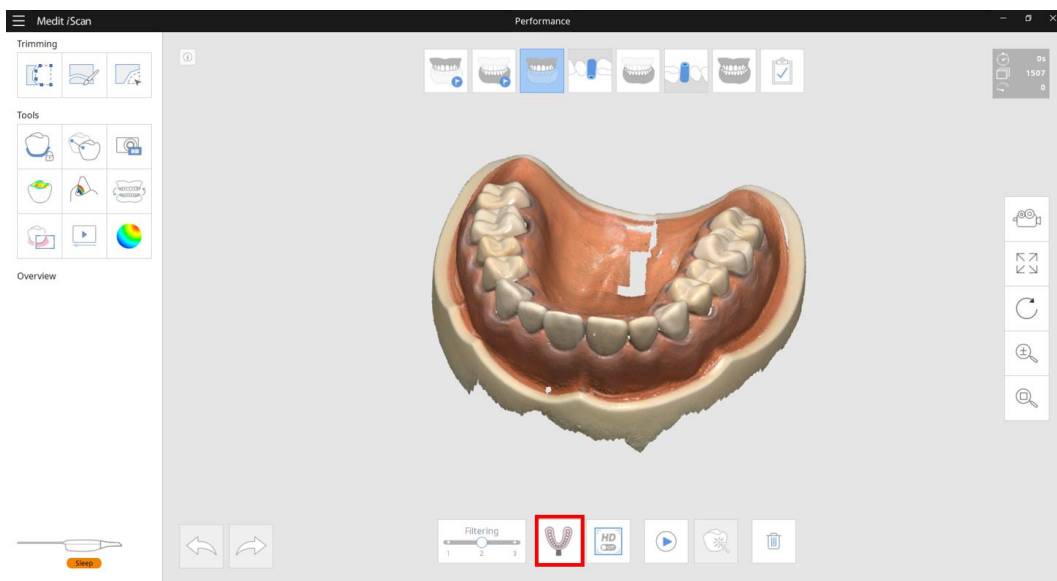 Medit iScan
Performance
Trimming
Tools
Overview
Sleep
0s
1507
0
Filtering
1 2 3
HD